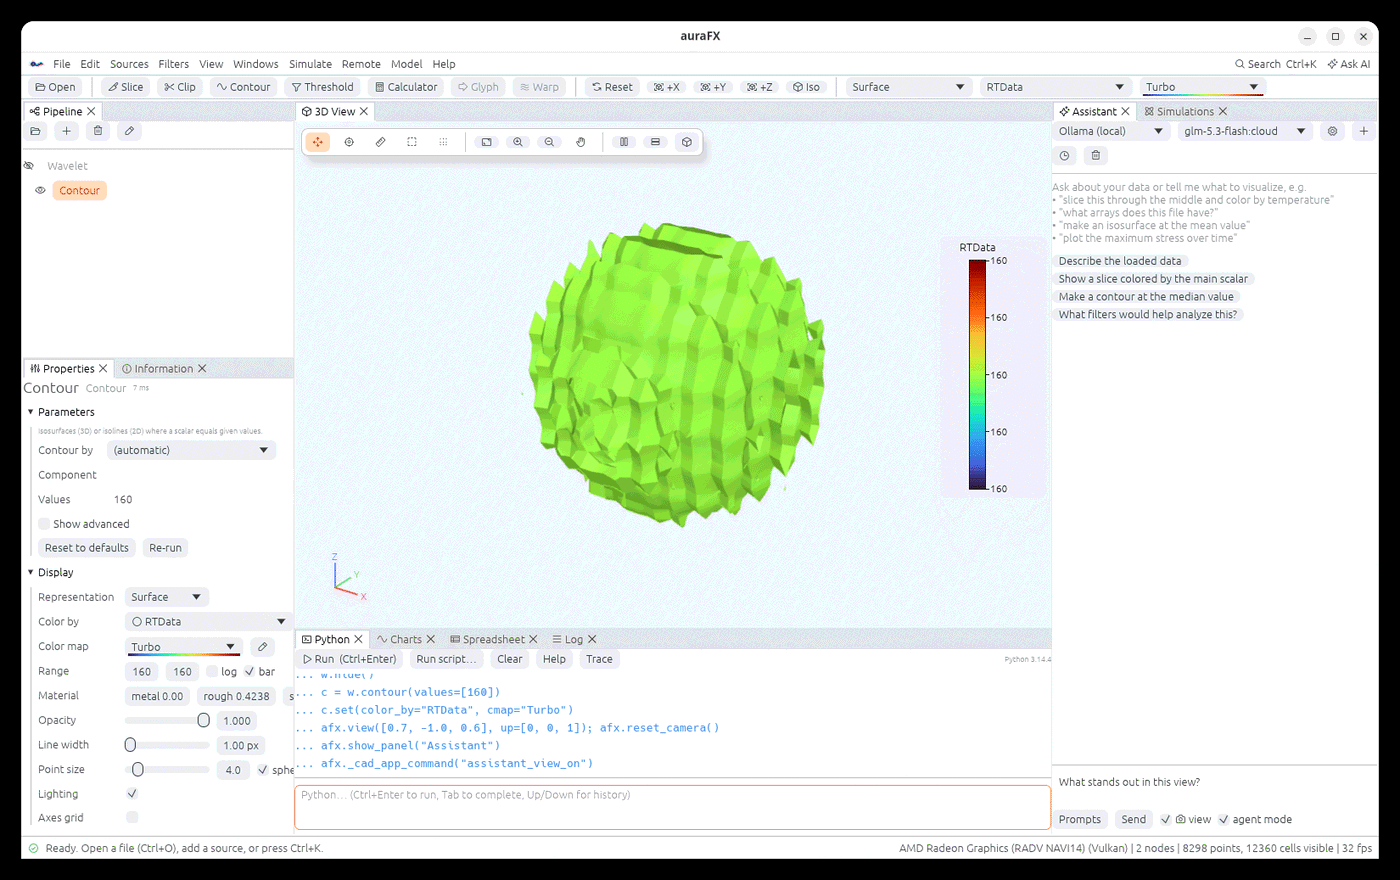 auraFX
File Edit Sources Filters View Windows Simulate Remote Model Help
Search Ctrl+K Ask AI
Open Slice Clip Contour Threshold Calculator Glyph Warp Reset +X +Y +Z Iso Surface RTData Turbo
Pipeline
Wavelet
Contour
Properties Information
Contour Contour 7 ms
Parameters
Isosurfaces (3D) or isolines (2D) where a scalar equals given values.
Contour by (automatic)
Component
Values 160
Show advanced
Reset to defaults Re-run
Display
Representation Surface
Color by RTData
Color map Turbo
Range 160 160 log bar
Material metal 0.00 rough 0.4238 s
Opacity 1.000
Line width 1.00 px
Point size 4.0 sphe
Lighting
Axes grid
3D View
RTData
160
160
160
160
160
Z
Y
X
Python Charts Spreadsheet Log
Run (Ctrl+Enter) Run script... Clear Help Trace
Python 3.14.4
... w.hide()
... c = w.contour(values=[160])
... c.set(color_by="RTData", cmap="Turbo")
... afx.view([0.7, -1.0, 0.6], up=[0, 0, 1]); afx.reset_camera()
... afx.show_panel("Assistant")
... afx._cad_app_command("assistant_view_on")
Python... (Ctrl+Enter to run, Tab to complete, Up/Down for history)
Assistant Simulations
Ollama (local) glm-5.3-flash:cloud
Ask about your data or tell me what to visualize, e.g.
• "slice this through the middle and color by temperature"
• "what arrays does this file have?"
• "make an isosurface at the mean value"
• "plot the maximum stress over time"
Describe the loaded data
Show a slice colored by the main scalar
Make a contour at the median value
What filters would help analyze this?
What stands out in this view?
Prompts Send view agent mode
Ready. Open a file (Ctrl+O), add a source, or press Ctrl+K.
AMD Radeon Graphics (RADV NAVI14) (Vulkan) | 2 nodes | 8298 points, 12360 cells visible | 32 fps